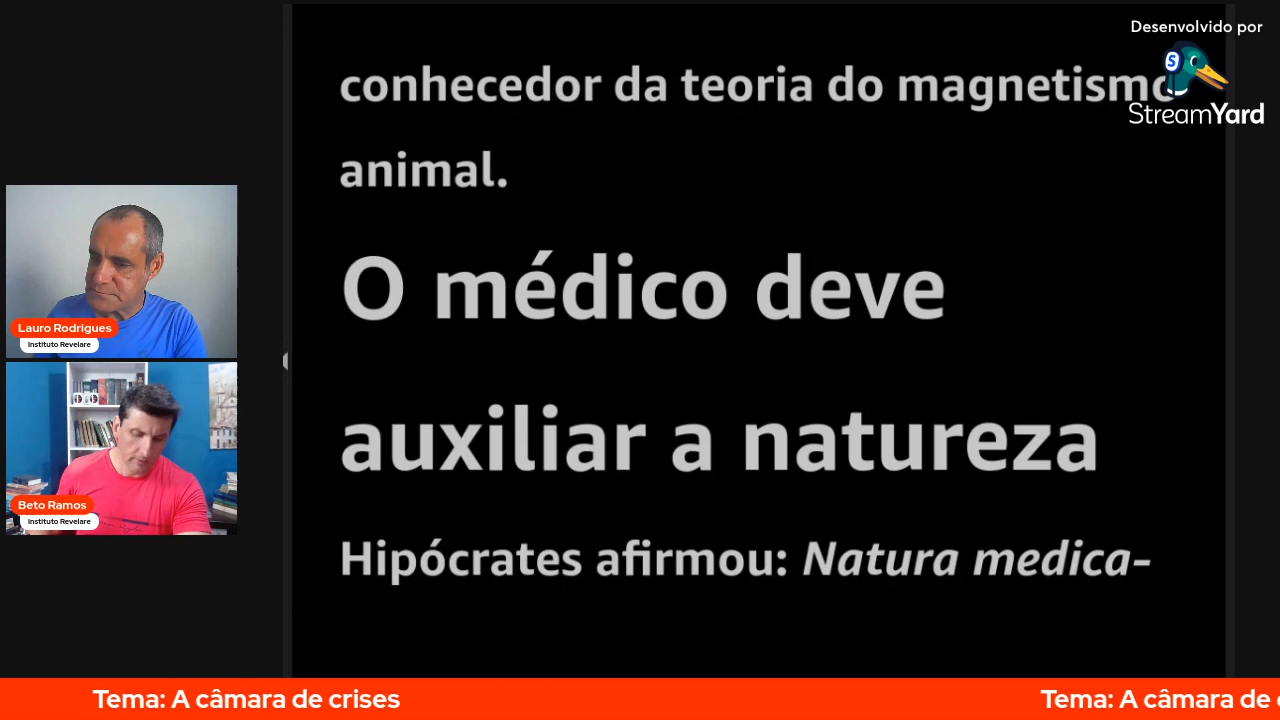 Desenvolvido por
StreamYard
conhecedor da teoria do magnetismo
animal.
O médico deve
auxiliar a natureza
Hipócrates afirmou: Natura medica-
Lauro Rodrigues
Instituto Revelare
Beto Ramos
Instituto Revelare
Tema: A câmara de crises
Tema: A câmara de